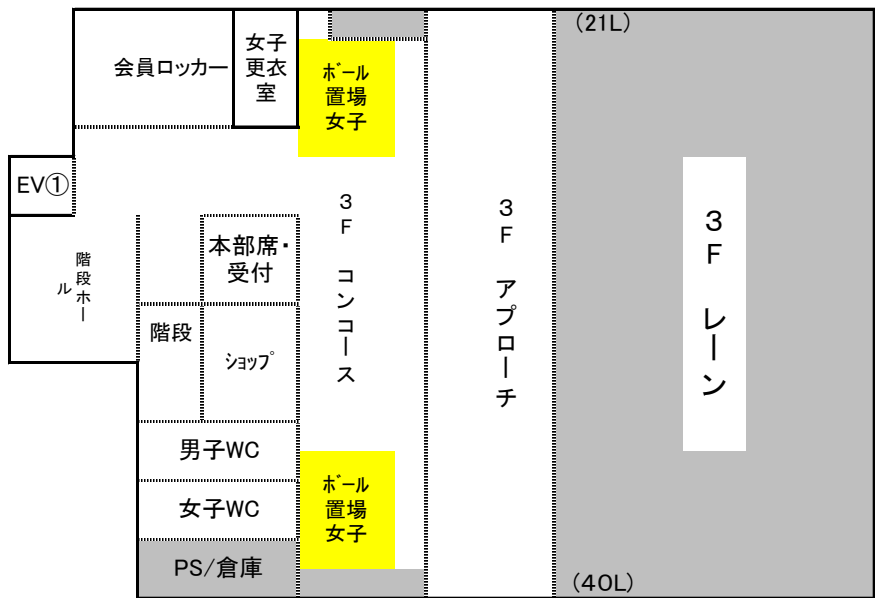 (21L)
会員ロッカー
女子
更衣
室
ﾎﾞｰﾙ
置場
女子
EV①
階段ホール
本部席・
受付
階段
ｼｮｯﾌﾟ
3F コンコース
3F アプローチ
3F レーン
男子WC
女子WC
ﾎﾞｰﾙ
置場
女子
PS/倉庫
(40L)